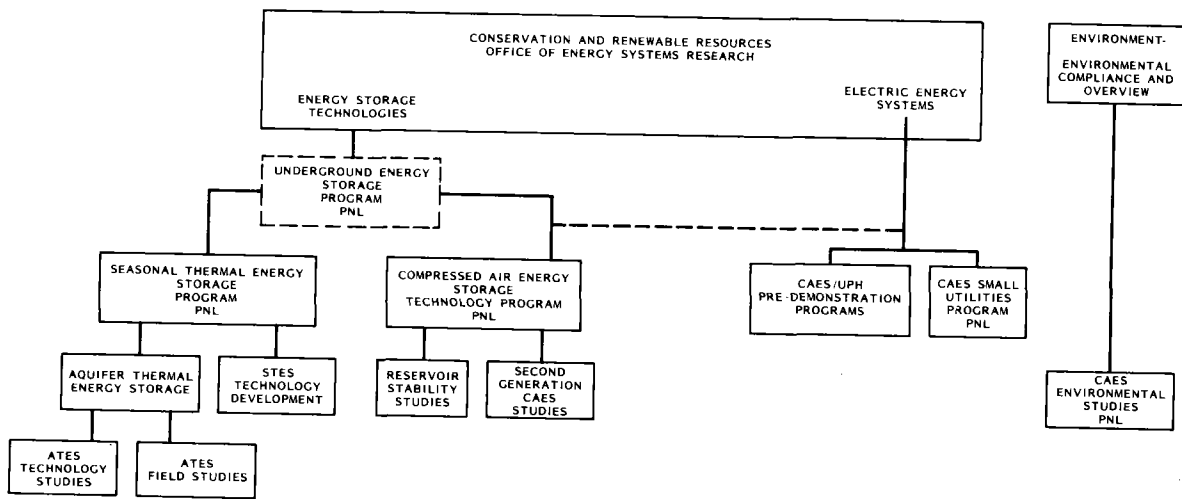 CONSERVATION AND RENEWABLE RESOURCES
OFFICE OF ENERGY SYSTEMS RESEARCH
ENERGY STORAGE
TECHNOLOGIES
ELECTRIC ENERGY
SYSTEMS
ENVIRONMENT-
ENVIRONMENTAL
COMPLIANCE AND
OVERVIEW
UNDERGROUND ENERGY
STORAGE
PROGRAM
PNL
SEASONAL THERMAL ENERGY
STORAGE
PROGRAM
PNL
COMPRESSED AIR ENERGY
STORAGE
TECHNOLOGY PROGRAM
PNL
CAES/UPH
PRE-DEMONSTRATION
PROGRAMS
CAES SMALL
UTILITIES
PROGRAM
PNL
AQUIFER THERMAL
ENERGY STORAGE
STES
TECHNOLOGY
DEVELOPMENT
RESERVOIR
STABILITY
STUDIES
SECOND
GENERATION
CAES
STUDIES
CAES
ENVIRONMENTAL
STUDIES
PNL
ATES
TECHNOLOGY
STUDIES
ATES
FIELD STUDIES